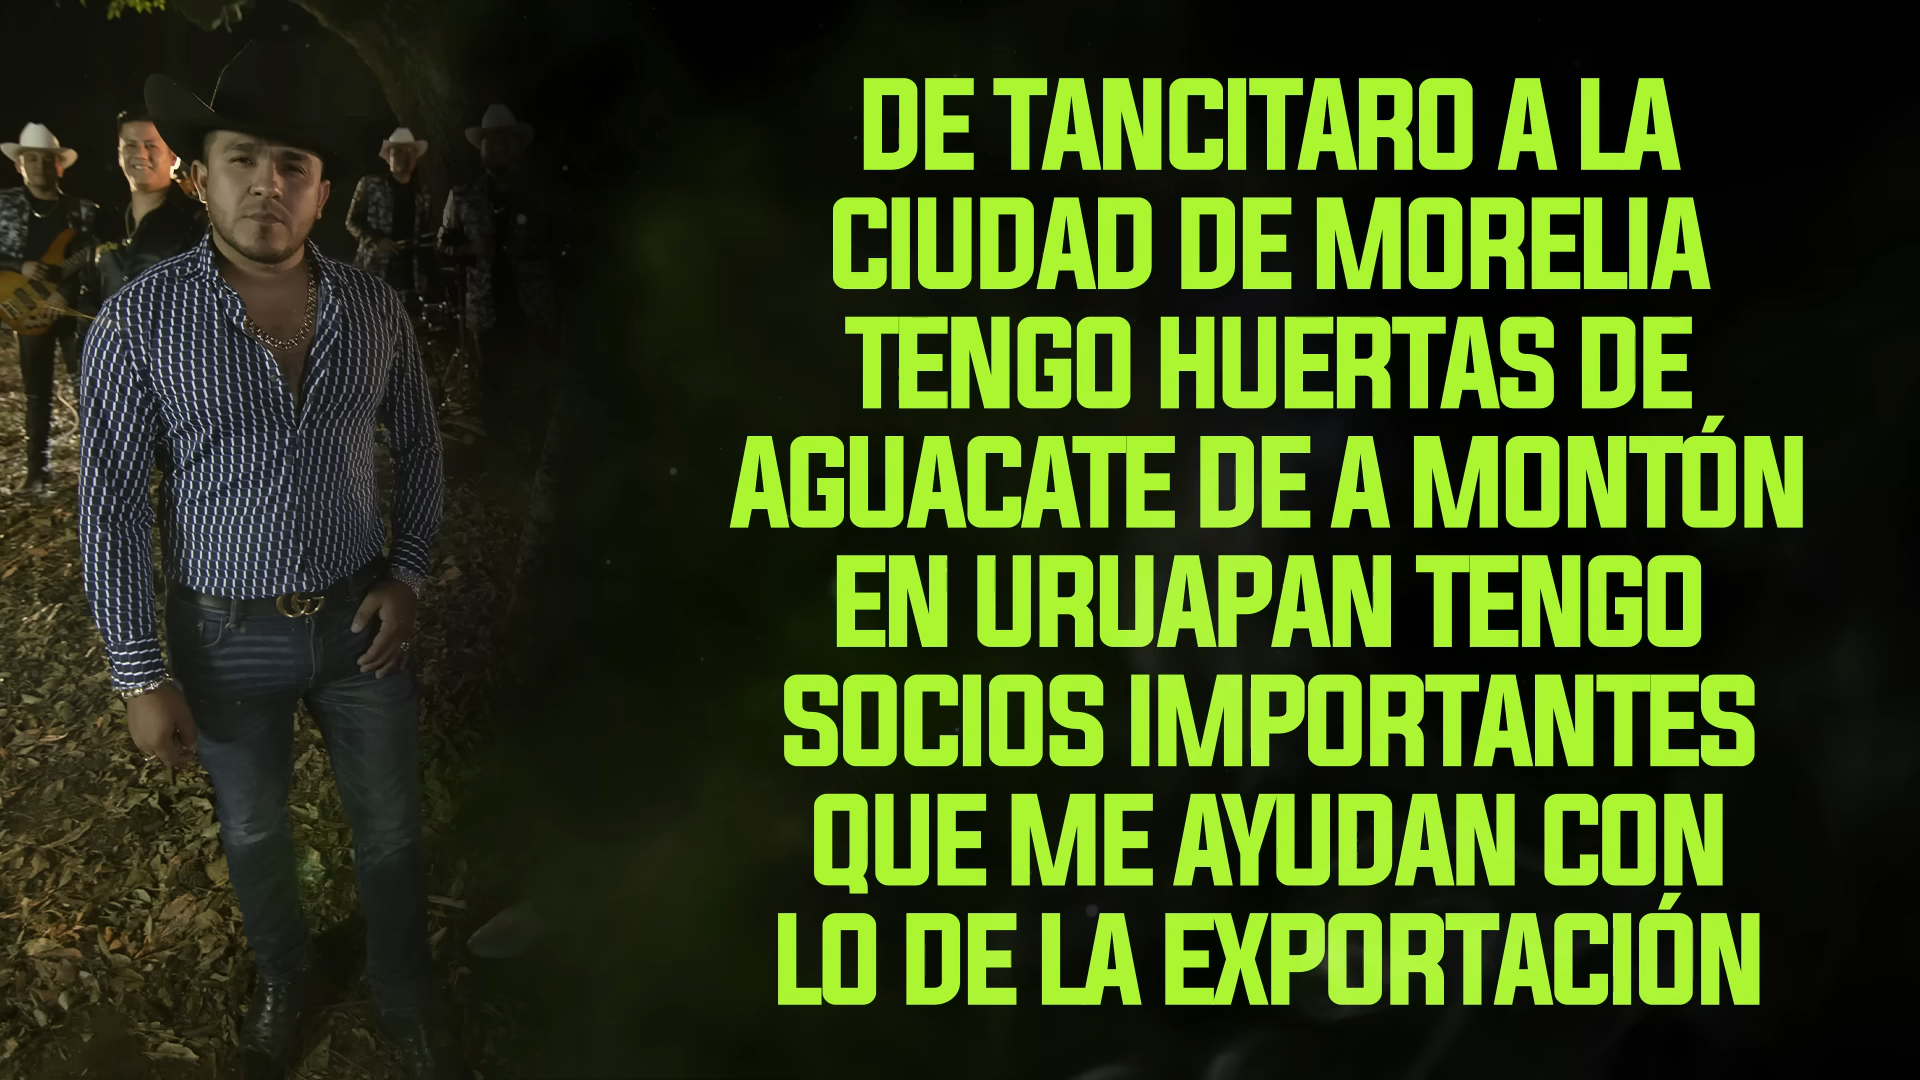 DE TANCITARO A LA
CIUDAD DE MORELIA
TENGO HUERTAS DE
AGUACATE DE A MONTÓN
EN URUAPAN TENGO
SOCIOS IMPORTANTES
QUE ME AYUDAN CON
LO DE LA EXPORTACIÓN